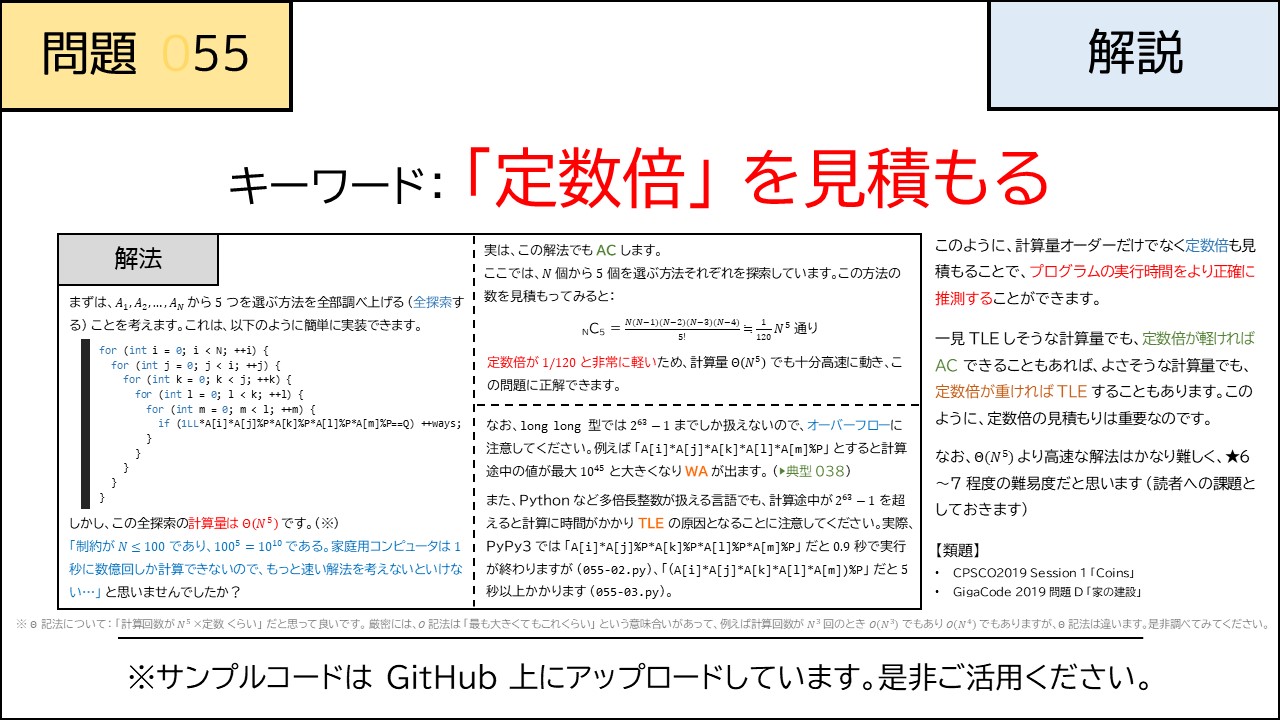 問題 055
解説
キーワード：「定数倍」を見積もる
解法
まずは、A₁, A₂, …, A_N から 5 つを選ぶ方法を全部調べ上げる（全探索す
る）ことを考えます。これは、以下のように簡単に実装できます。
for (int i = 0; i < N; ++i) {
  for (int j = 0; j < i; ++j) {
    for (int k = 0; k < j; ++k) {
      for (int l = 0; l < k; ++l) {
        for (int m = 0; m < l; ++m) {
          if (1LL*A[i]*A[j]%P*A[k]%P*A[l]%P*A[m]%P==Q) ++ways;
        }
      }
    }
  }
}
しかし、この全探索の計算量は Θ(N⁵) です。（※）
「制約が N ≤ 100 であり、100⁵ = 10¹⁰ である。家庭用コンピュータは 1
秒に数億回しか計算できないので、もっと速い解法を考えないといけな
い…」と思いませんでしたか？
実は、この解法でも AC します。
ここでは、N 個から 5 個を選ぶ方法それぞれを探索しています。この方法の
数を見積もってみると：
_NC₅ = N(N−1)(N−2)(N−3)(N−4)/5! ≒ 1/120 N⁵ 通り
定数倍が 1/120 と非常に軽いため、計算量 Θ(N⁵) でも十分高速に動き、こ
の問題に正解できます。
なお、long long 型では 2⁶³ − 1 までしか扱えないので、オーバーフローに
注意してください。例えば「A[i]*A[j]*A[k]*A[l]*A[m]%P」とすると計算
途中の値が最大 10⁴⁵ と大きくなり WA が出ます。（▶典型 038）
また、Python など多倍長整数が扱える言語でも、計算途中が 2⁶³ − 1 を超
えると計算に時間がかかり TLE の原因となることに注意してください。実際、
PyPy3 では「A[i]*A[j]%P*A[k]%P*A[l]%P*A[m]%P」だと 0.9 秒で実行
が終わりますが（055-02.py）、「(A[i]*A[j]*A[k]*A[l]*A[m])%P」だと 5
秒以上かかります（055-03.py）。
このように、計算量オーダーだけでなく定数倍も見
積もることで、プログラムの実行時間をより正確に
推測することができます。
一見 TLE しそうな計算量でも、定数倍が軽ければ
AC できることもあれば、よさそうな計算量でも、
定数倍が重ければ TLE することもあります。この
ように、定数倍の見積もりは重要なのです。
なお、Θ(N⁵) より高速な解法はかなり難しく、★6
～7 程度の難易度だと思います（読者への課題と
しておきます）
【類題】
• CPSCO2019 Session 1「Coins」
• GigaCode 2019 問題 D「家の建設」
※ Θ 記法について：「計算回数が N⁵ ×定数 くらい」だと思って良いです。厳密には、O 記法は「最も大きくてもこれくらい」という意味合いがあって、例えば計算回数が N³ 回のとき O(N³) でもあり O(N⁴) でもありますが、Θ 記法は違います。是非調べてみてください。
※サンプルコードは GitHub 上にアップロードしています。是非ご活用ください。